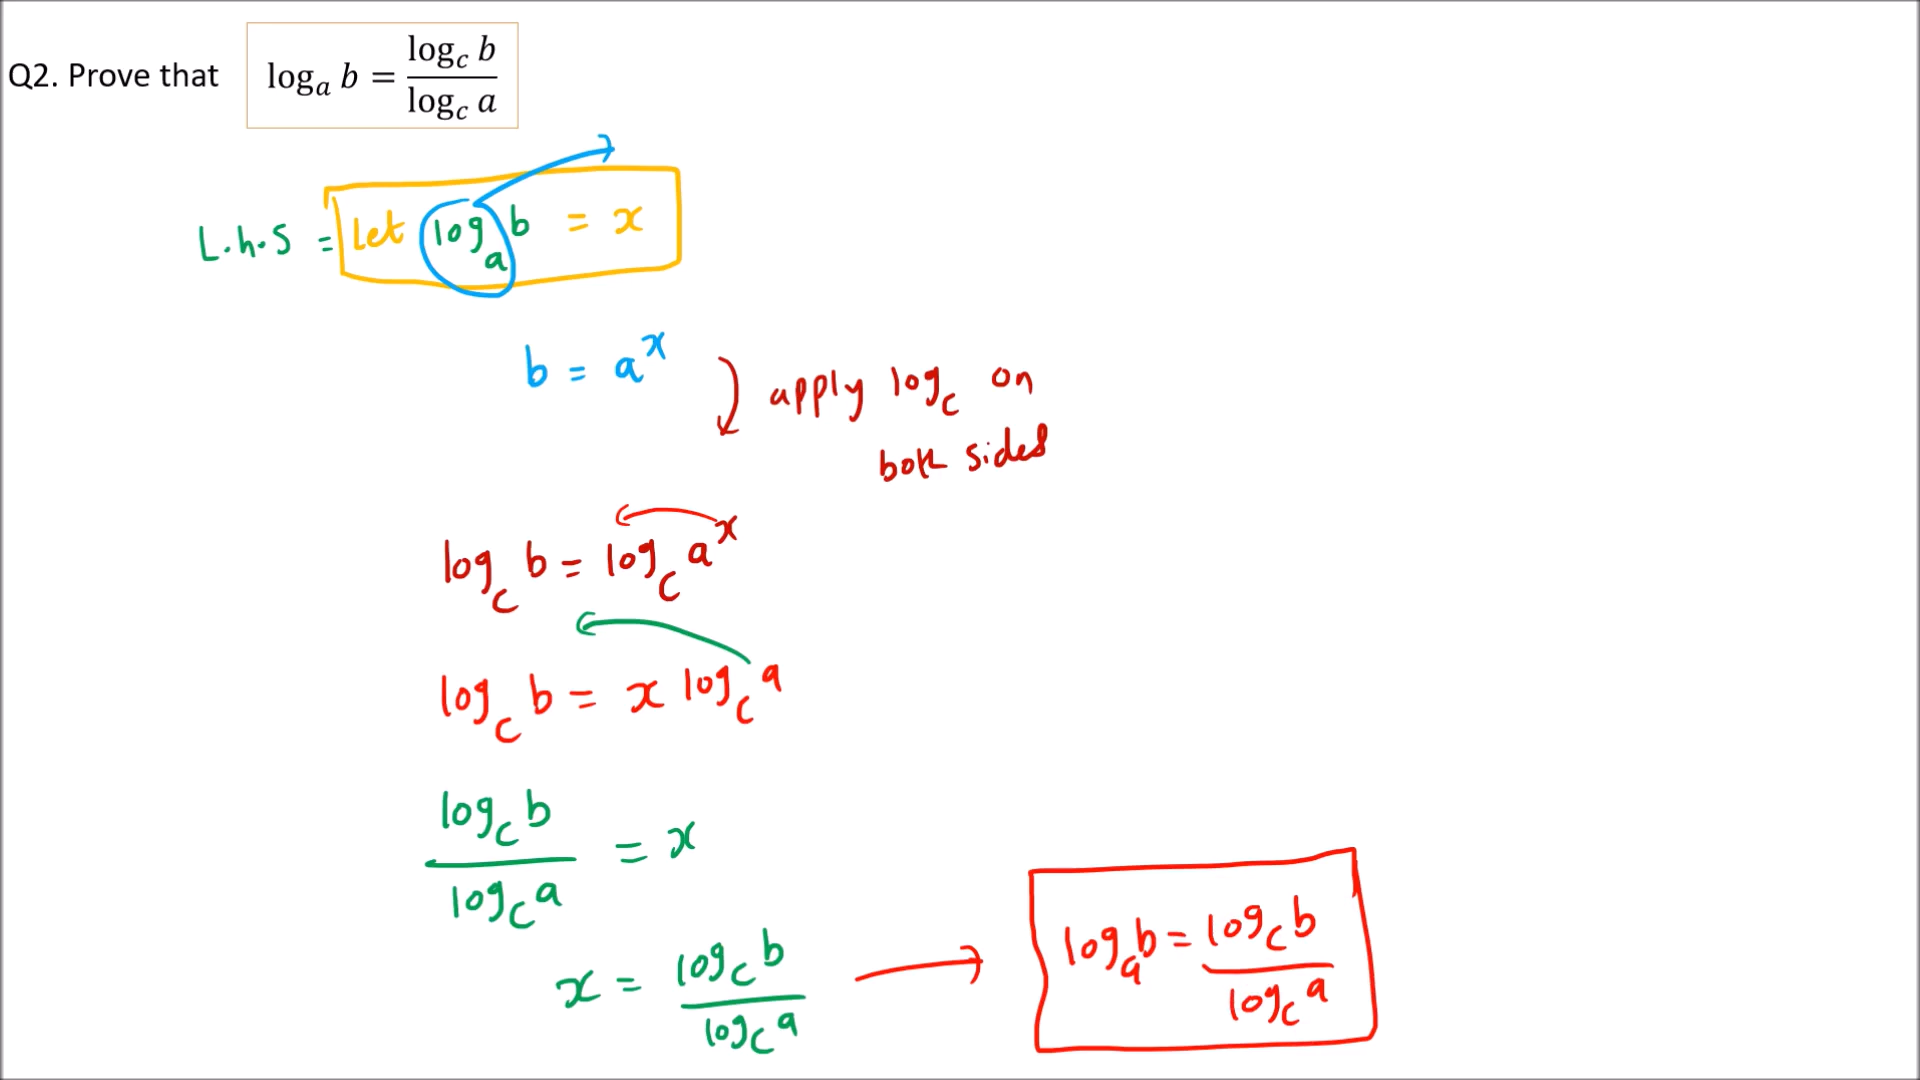 Q2. Prove that log_a b = log_c b / log_c a
L.h.S = let log_a b = x
b = a^x
apply log_c on
both sides
log_c b = log_c a^x
log_c b = x log_c a
log_c b / log_c a = x
x = log_c b / log_c a → log_a b = log_c b / log_c a